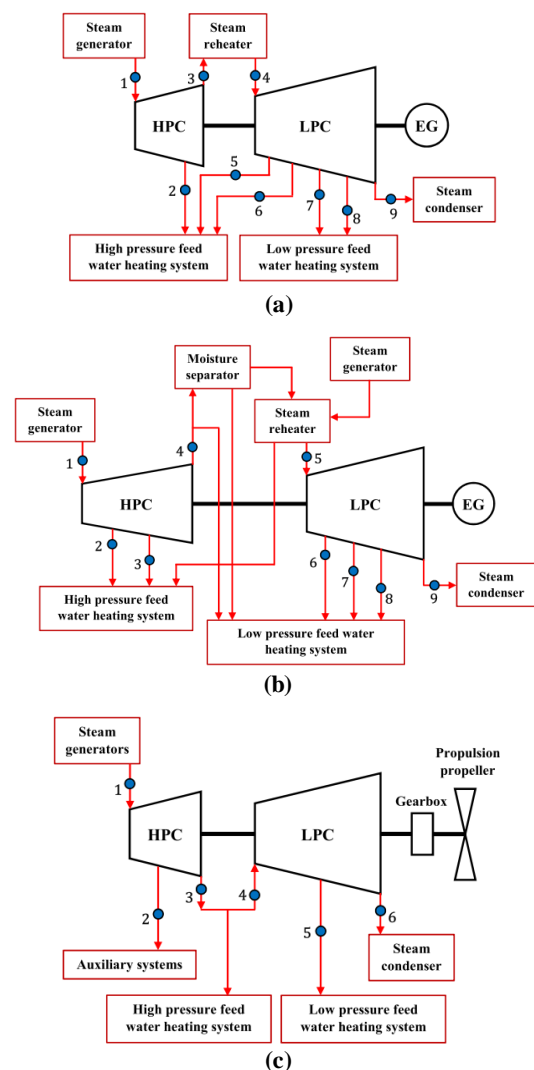 Steam
generator
Steam
reheater
1
3
4
HPC
LPC
EG
2
5
6
7
8
9
Steam
condenser
High pressure feed
water heating system
Low pressure feed
water heating system
(a)
Moisture
separator
Steam
generator
Steam
generator
Steam
reheater
1
4
5
HPC
LPC
EG
2
3
6
7
8
9
Steam
condenser
High pressure feed
water heating system
Low pressure feed water
heating system
(b)
Steam
generators
Propulsion
propeller
1
Gearbox
HPC
LPC
2
3
4
5
6
Auxiliary systems
Steam
condenser
High pressure feed
water heating system
Low pressure feed
water heating system
(c)